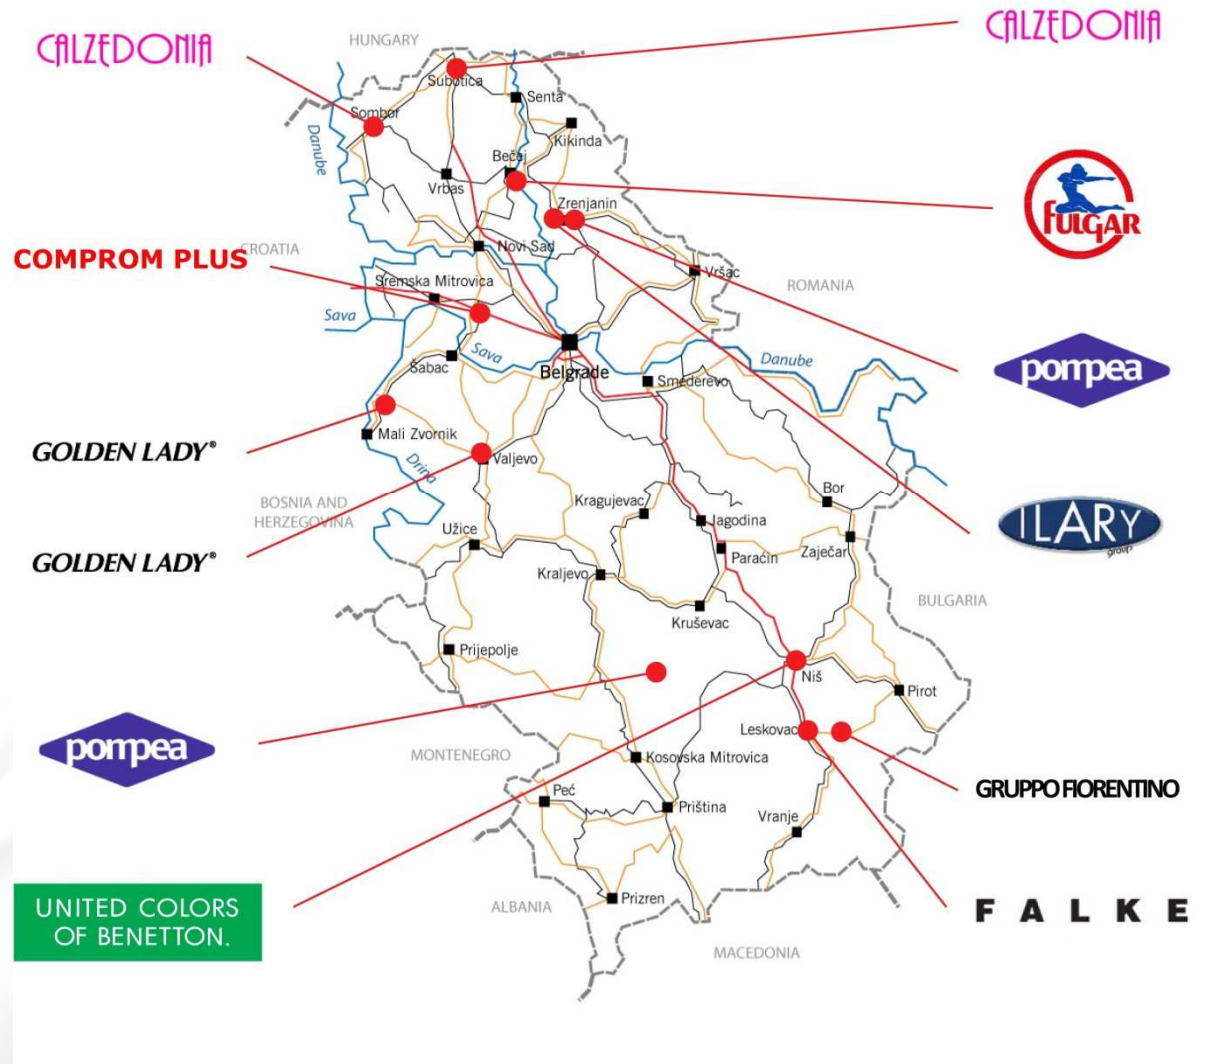 CALZEDONIA
CALZEDONIA
HUNGARY
Subotica
Senta
Sombor
Kikinda
Danube
Bečej
Vrbas
FULGAR
Zrenjanin
Novi Sad
COMPROM PLUS
CROATIA
Vršac
Sremska Mitrovica
ROMANIA
Sava
Sava
Danube
Šabac
Belgrade
pompea
Smederevo
Mali Zvornik
GOLDEN LADY®
Valjevo
Drina
Bor
BOSNIA AND
HERZEGOVINA
Kragujevac
Jagodina
ILARY
group
Užice
Paraćin
Zaječar
GOLDEN LADY®
Kraljevo
BULGARIA
Kruševac
Prijepolje
Niš
Pirot
Leskovac
pompea
MONTENEGRO
Kosovska Mitrovica
Peć
GRUPPO FIORENTINO
Priština
Vranje
UNITED COLORS
OF BENETTON.
Prizren
ALBANIA
FALKE
MACEDONIA